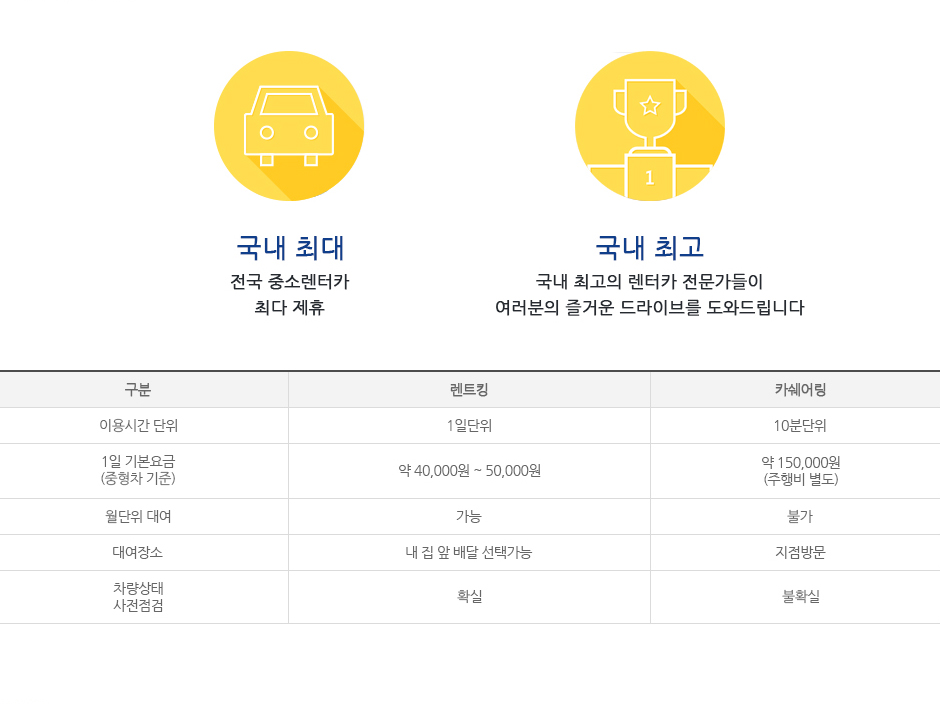 1
국내 최대
전국 중소렌터카
최다 제휴
국내 최고
국내 최고의 렌터카 전문가들이
여러분의 즐거운 드라이브를 도와드립니다
구분 렌트킹 카쉐어링
이용시간 단위 1일단위 10분단위
1일 기본요금
(중형차 기준)
약 40,000원 ~ 50,000원
약 150,000원
(주행비 별도)
월단위 대여 가능 불가
대여장소 내 집 앞 배달 선택가능 지점방문
차량상태
사전점검
확실 불확실